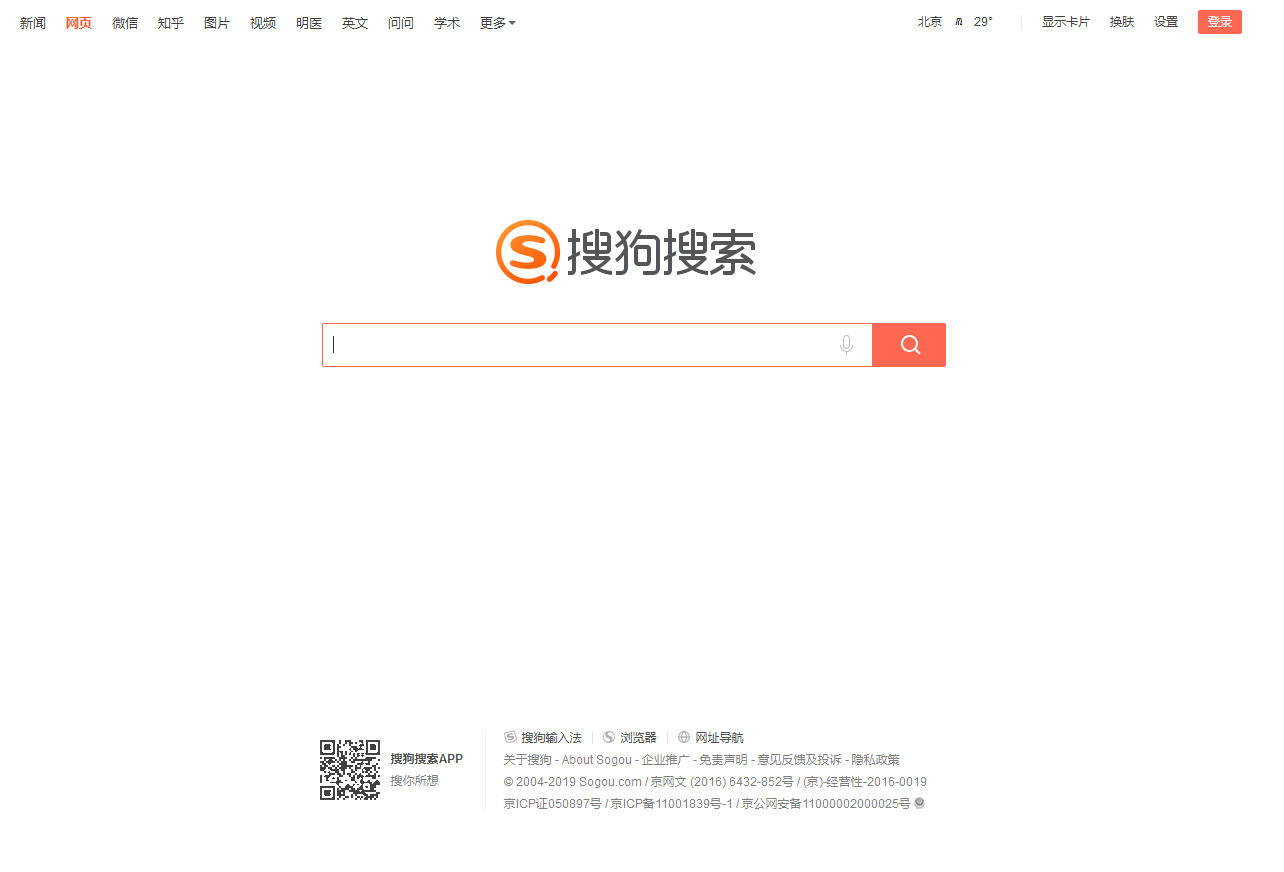 新闻 网页 微信 知乎 图片 视频 明医 英文 问问 学术 更多
北京 29° 显示卡片 换肤 设置 登录
搜狗搜索
搜狗输入法 浏览器 网址导航
搜狗搜索APP
搜你所想
关于搜狗 - About Sogou - 企业推广 - 免责声明 - 意见反馈及投诉 - 隐私政策
© 2004-2019 Sogou.com / 京网文 (2016) 6432-852号 / (京)-经营性-2016-0019
京ICP证050897号 / 京ICP备11001839号-1 / 京公网安备11000002000025号